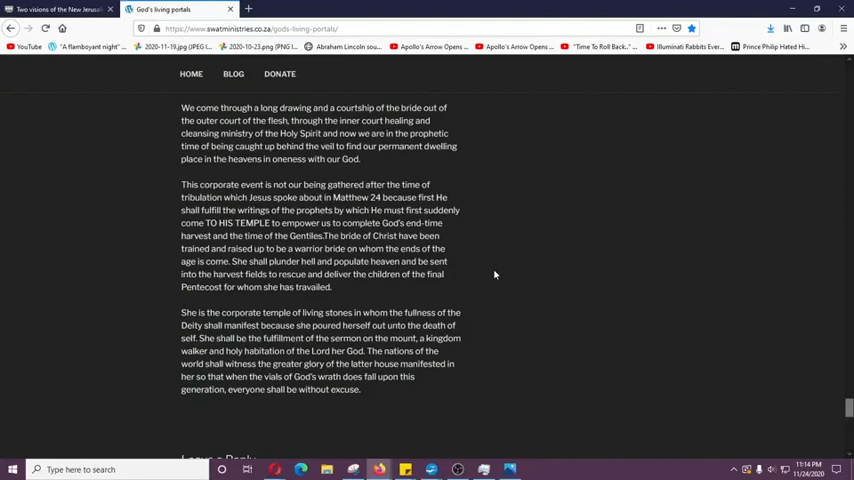 Two visions of the New Jerusal
God's living portals
https://www.swatministries.co.za/gods-living-portals/
YouTube
"A flamboyant night" ...
2020-11-19.jpg (JPEG I...
2020-10-23.png (PNG I...
Abraham Lincoln sou...
Apollo's Arrow Opens ...
Apollo's Arrow Opens ...
"Time To Roll Back"...
Illuminati Rabbits Ever...
Prince Philip Hated Hi...
HOME BLOG DONATE
We come through a long drawing and a courtship of the bride out of
the outer court of the flesh, through the inner court healing and
cleansing ministry of the Holy Spirit and now we are in the prophetic
time of being caught up behind the veil to find our permanent dwelling
place in the heavens in oneness with our God.
This corporate event is not our being gathered after the time of
tribulation which Jesus spoke about in Matthew 24 because first He
shall fulfill the writings of the prophets by which He must first suddenly
come TO HIS TEMPLE to empower us to complete God's end-time
harvest and the time of the Gentiles.The bride of Christ have been
trained and raised up to be a warrior bride on whom the ends of the
age is come. She shall plunder hell and populate heaven and be sent
into the harvest fields to rescue and deliver the children of the final
Pentecost for whom she has travailed.
She is the corporate temple of living stones in whom the fullness of the
Deity shall manifest because she poured herself out unto the death of
self. She shall be the fulfillment of the sermon on the mount, a kingdom
walker and holy habitation of the Lord her God. The nations of the
world shall witness the greater glory of the latter house manifested in
her so that when the vials of God's wrath does fall upon this
generation, everyone shall be without excuse.
Leave a Reply
Type here to search
11:14 PM
11/24/2020